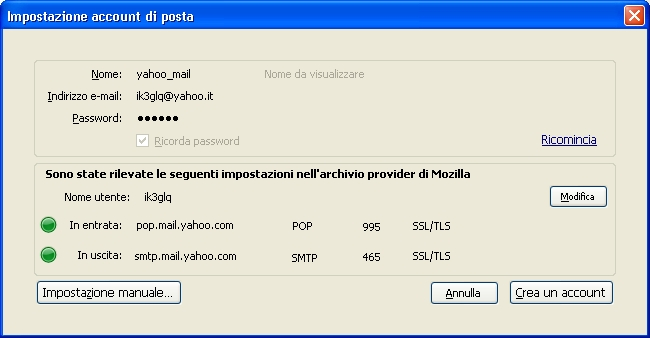 Impostazione account di posta
Nome: yahoo_mail Nome da visualizzare
Indirizzo e-mail: ik3glq@yahoo.it
Password: ●●●●●●
Ricorda password
Ricomincia
Sono state rilevate le seguenti impostazioni nell'archivio provider di Mozilla
Nome utente: ik3glq Modifica
In entrata: pop.mail.yahoo.com POP 995 SSL/TLS
In uscita: smtp.mail.yahoo.com SMTP 465 SSL/TLS
Impostazione manuale... Annulla Crea un account